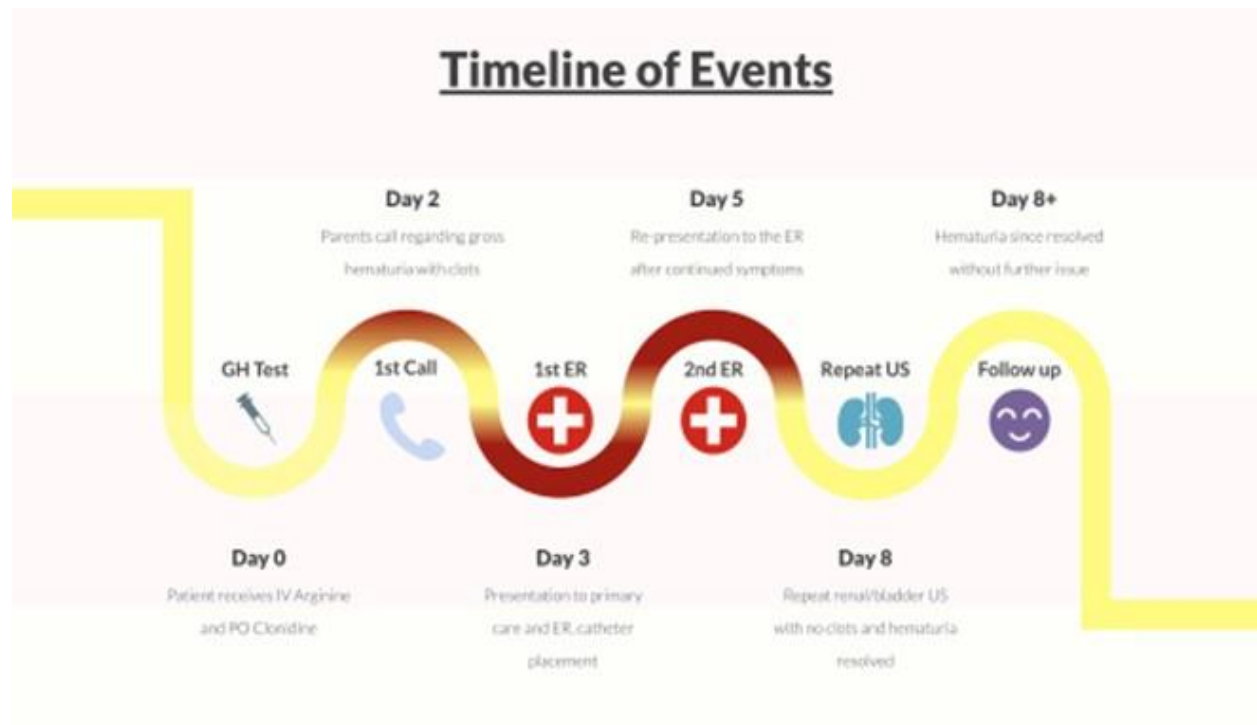 Timeline of Events
Day 2
Parents call regarding gross
hematuria with clots
Day 5
Re-presentation to the ER
after continued symptoms
Day 8+
Hematuria since resolved
without further issue
GH Test
1st Call
1st ER
2nd ER
Repeat US
Follow up
Day 0
Patient receives IV Arginine
and PO Clonidine
Day 3
Presentation to primary
care and ER, catheter
placement
Day 8
Repeat renal/bladder US
with no clots and hematuria
resolved